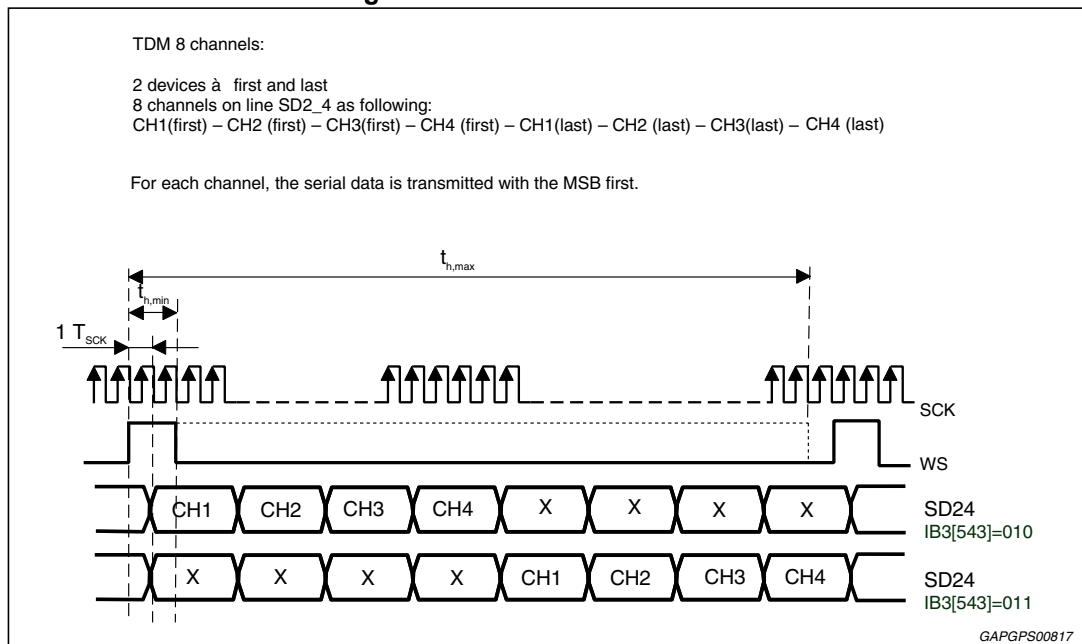 TDM 8 channels:
2 devices à first and last
8 channels on line SD2_4 as following:
CH1(first) – CH2 (first) – CH3(first) – CH4 (first) – CH1(last) – CH2 (last) – CH3(last) – CH4 (last)
For each channel, the serial data is transmitted with the MSB first.
th,max
th,min
1 TSCK
SCK
WS
CH1 CH2 CH3 CH4 X X X X SD24
IB3[543]=010
X X X X CH1 CH2 CH3 CH4 SD24
IB3[543]=011
GAPGPS00817